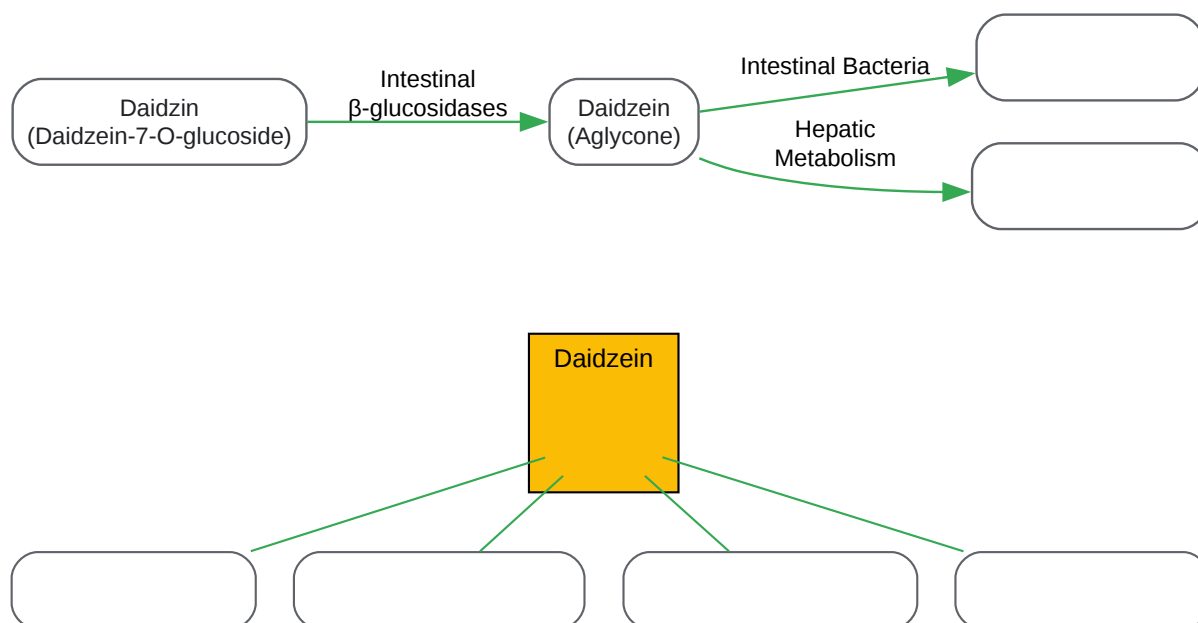 Daidzin
(Daidzein-7-O-glucoside)
Intestinal
β-glucosidases
Daidzein
(Aglycone)
Intestinal Bacteria
Hepatic
Metabolism
Daidzein